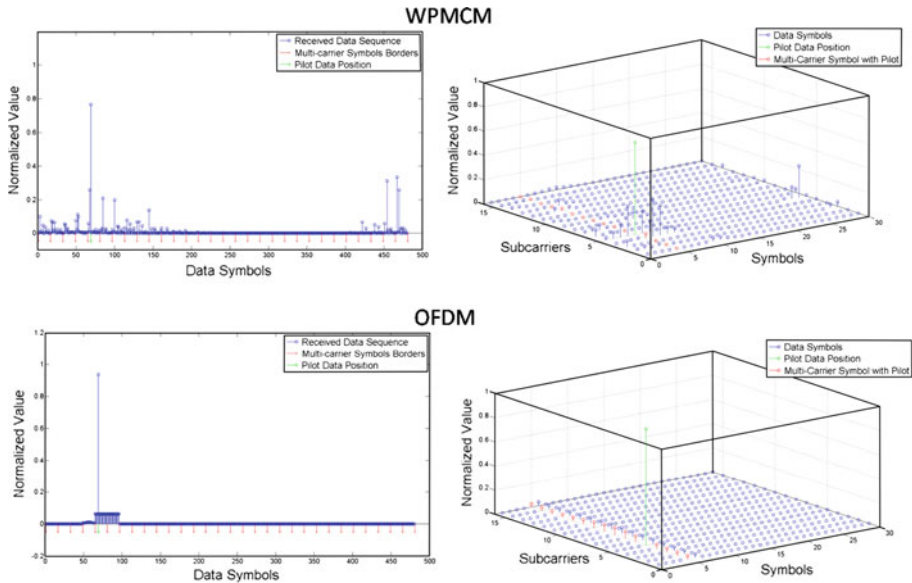 WPMCM
Received Data Sequence
Multi-carrier Symbols Borders
Pilot Data Position
Normalized Value
1
0.8
0.6
0.4
0.2
0
0 50 100 150 200 250 300 350 400 450 500
Data Symbols
Data Symbols
Pilot Data Position
Multi-Carrier Symbol with Pilot
Normalized Value
1
0.8
0.6
0.4
0.2
0
15 10 5 0
Subcarriers
0 5 10 15 20 25 30
Symbols
OFDM
Received Data Sequence
Multi-carrier Symbols Borders
Pilot Data Position
Normalized Value
1.2
1
0.8
0.6
0.4
0.2
0
-0.2
0 50 100 150 200 250 300 350 400 450 500
Data Symbols
Data Symbols
Pilot Data Position
Multi-Carrier Symbol with Pilot
Normalized Value
1
0.8
0.6
0.4
0.2
0
15 10 5 0
Subcarriers
0 5 10 15 20 25 30
Symbols